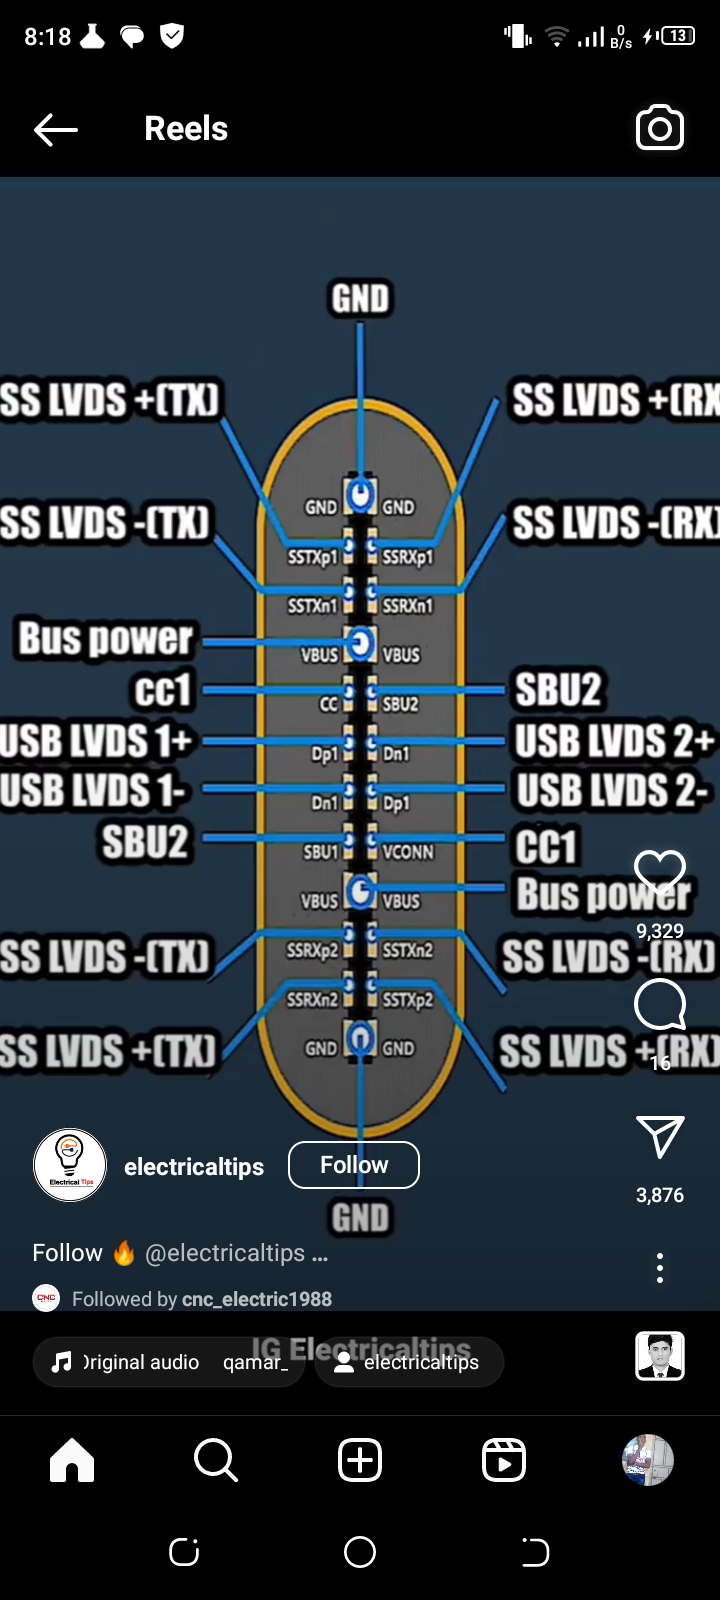 8:18
0
B/s
13
Reels
GND
SS LVDS +(TX)
SS LVDS +(RX
GND GND
SS LVDS -(TX)
SS LVDS -(RX)
SSTXp1 SSRXp1
SSTXn1 SSRXn1
Bus power
VBUS VBUS
cc1
SBU2
CC SBU2
USB LVDS 1+
USB LVDS 2+
Dp1 Dn1
USB LVDS 1-
USB LVDS 2-
Dn1 Dp1
SBU2
CC1
SBU1 VCONN
Bus power
VBUS VBUS
9,329
SSRXp2 SSTXn2
SS LVDS -(TX)
SS LVDS -(RX)
SSRXn2 SSTXp2
SS LVDS +(TX)
SS LVDS +(RX)
GND GND
16
Electrical Tips
electricaltips
Follow
3,876
GND
Follow 🔥 @electricaltips ...
CNC
Followed by cnc_electric1988
IG Electricaltips
Original audio qamar_
electricaltips